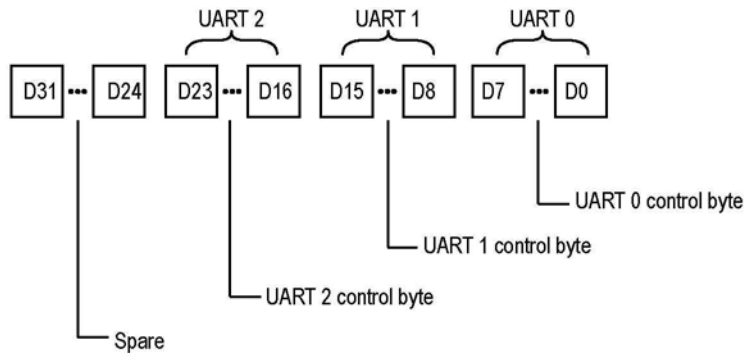 UART 2 UART 1 UART 0
D31 ••• D24 D23 ••• D16 D15 ••• D8 D7 ••• D0
UART 0 control byte
UART 1 control byte
UART 2 control byte
Spare